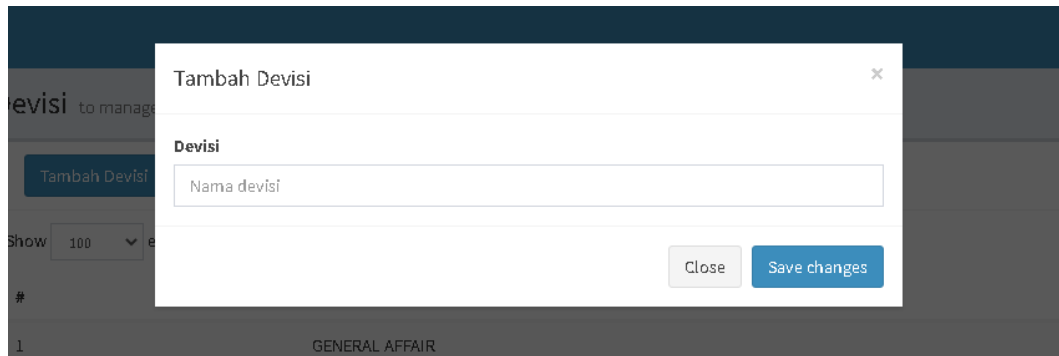 Tambah Devisi ×
evisi to manage
Devisi
Tambah Devisi
Nama devisi
Show 100
Close Save changes
#
1 GENERAL AFFAIR